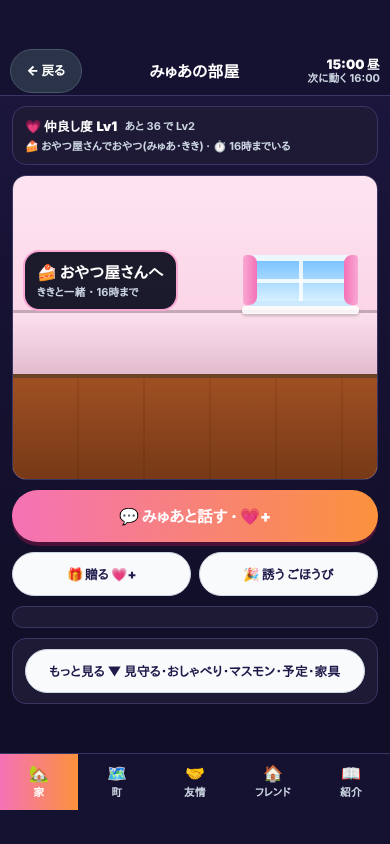 ← 戻る
みゅあの部屋
15:00 昼
次に動く 16:00
💗 仲良し度 Lv1 あと 36 で Lv2
🍰 おやつ屋さんでおやつ(みゅあ・きき)・⏱️ 16時までいる
🍰 おやつ屋さんへ
ききと一緒・16時まで
💬 みゅあと話す・💗+
🎁 贈る 💗+
🎉 誘う ごほうび
もっと見る ▼ 見守る・おしゃべり・マスモン・予定・家具
🏡 家
🗺️ 町
🤝 友情
🏠 フレンド
📖 紹介